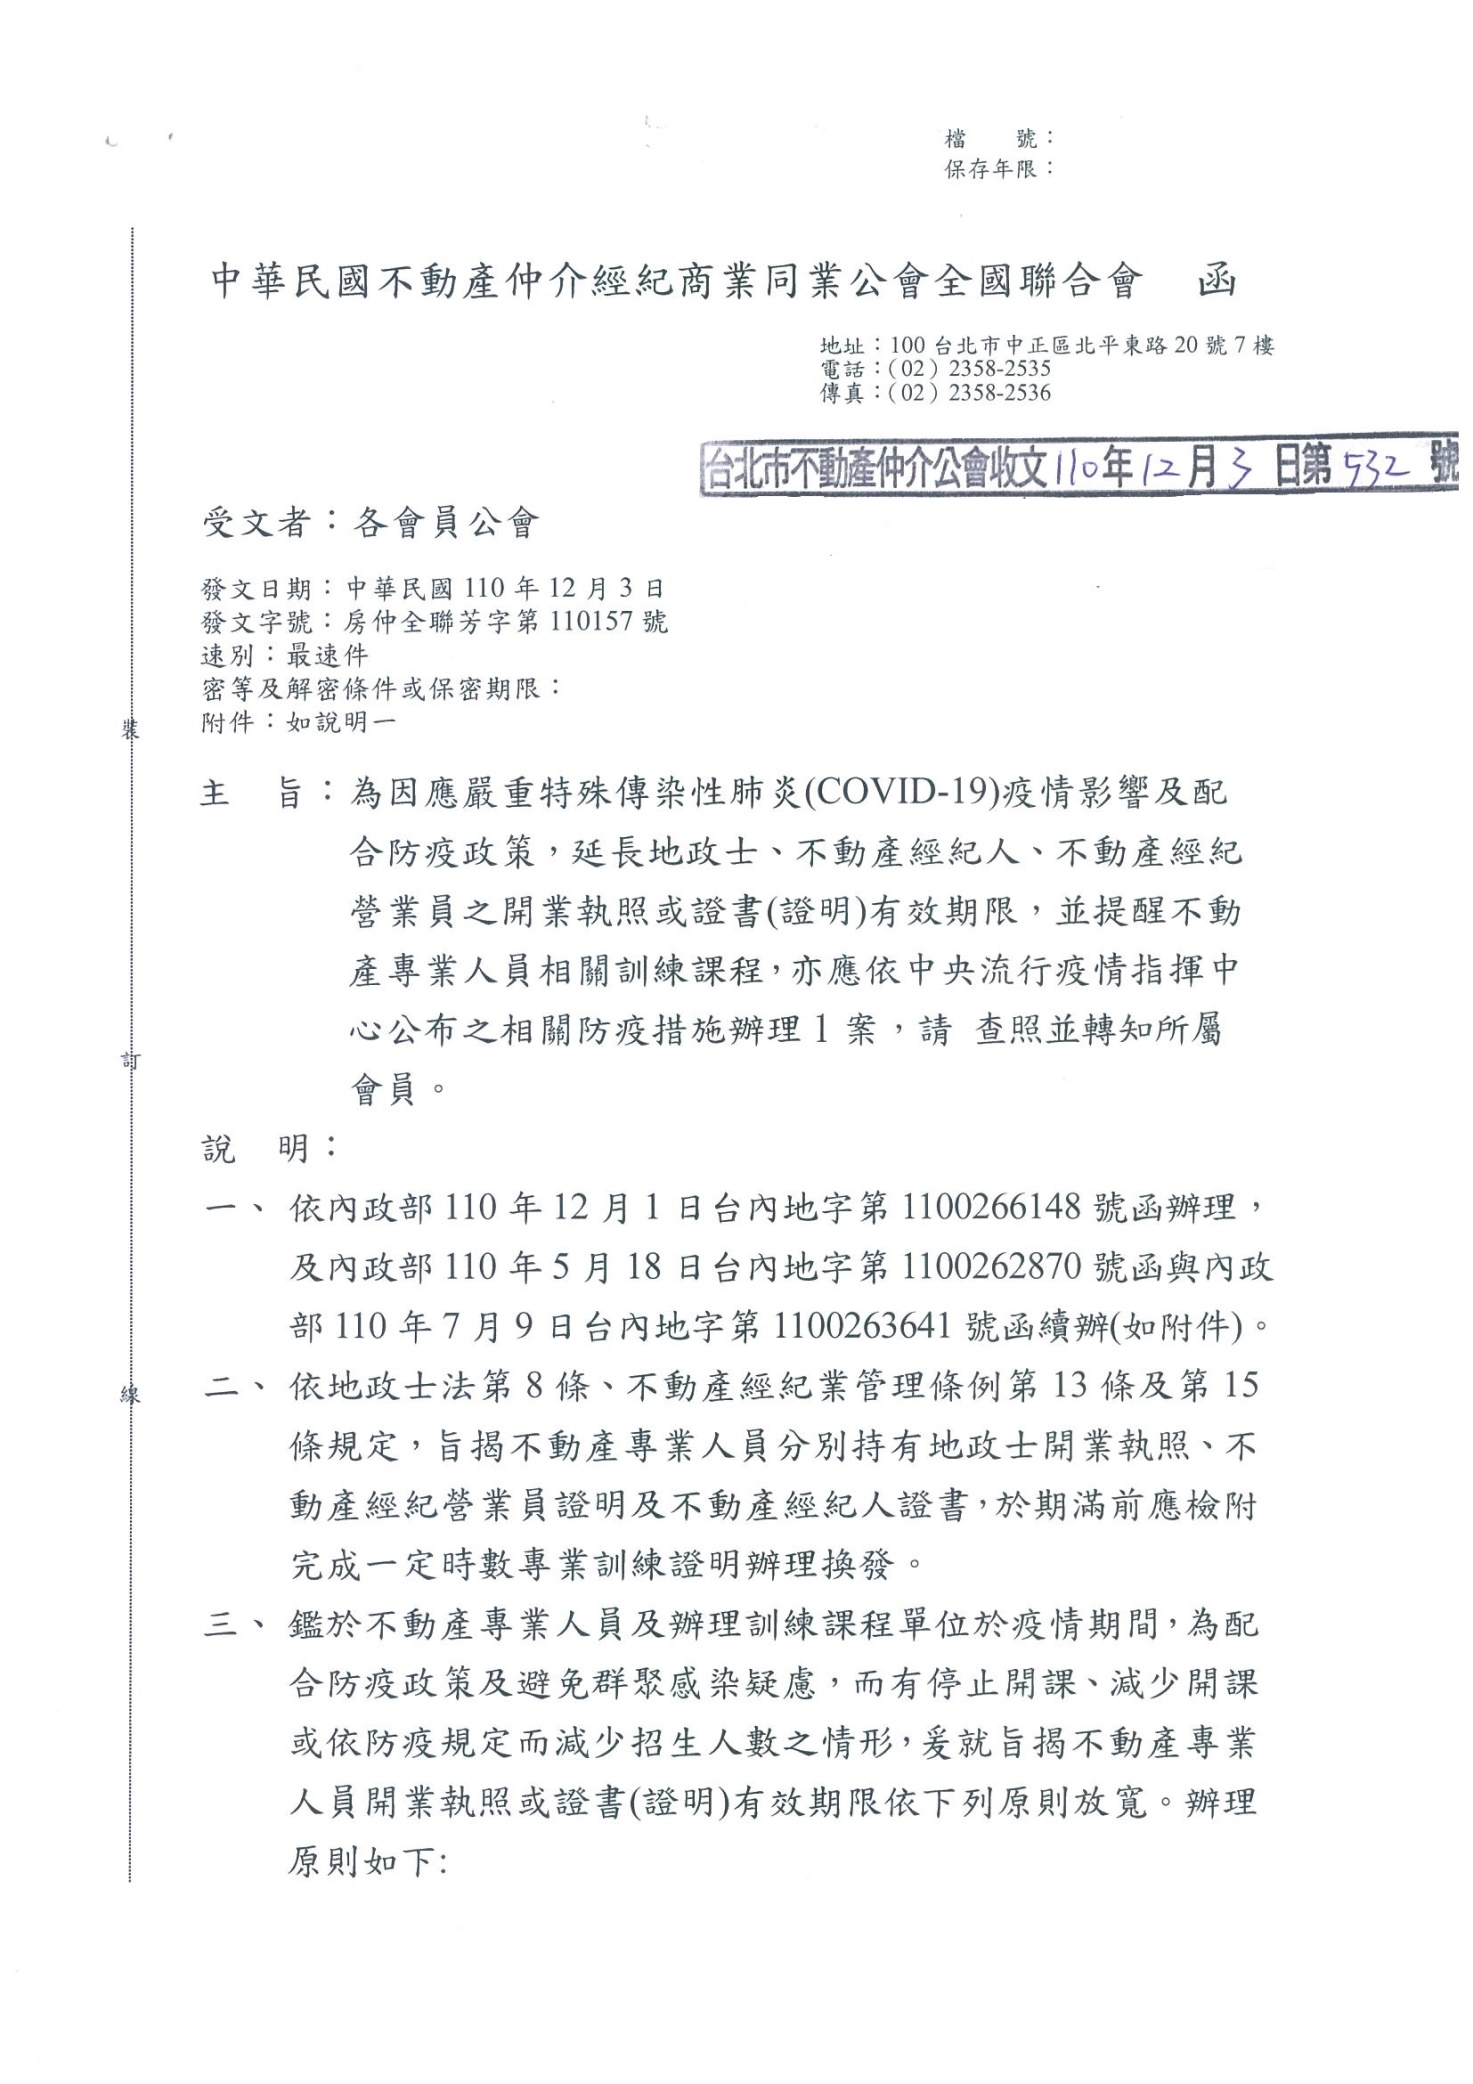 檔　　號：
保存年限：
中華民國不動產仲介經紀商業同業公會全國聯合會　函
地址：100 台北市中正區北平東路 20 號 7 樓
電話：（02）2358-2535
傳真：（02）2358-2536
台北市不動產仲介公會收文110年12月3日第532號
受文者：各會員公會
發文日期：中華民國 110 年 12 月 3 日
發文字號：房仲全聯芳字第 110157 號
速別：最速件
密等及解密條件或保密期限：
附件：如說明一
主　旨：為因應嚴重特殊傳染性肺炎(COVID-19)疫情影響及配
合防疫政策，延長地政士、不動產經紀人、不動產經紀
營業員之開業執照或證書(證明)有效期限，並提醒不動
產專業人員相關訓練課程，亦應依中央流行疫情指揮中
心公布之相關防疫措施辦理 1 案，請 查照並轉知所屬
會員。
說　明：
一、依內政部 110 年 12 月 1 日台內地字第 1100266148 號函辦理，
及內政部 110 年 5 月 18 日台內地字第 1100262870 號函與內政
部 110 年 7 月 9 日台內地字第 1100263641 號函續辦(如附件)。
二、依地政士法第 8 條、不動產經紀業管理條例第 13 條及第 15
條規定，旨揭不動產專業人員分別持有地政士開業執照、不
動產經紀營業員證明及不動產經紀人證書，於期滿前應檢附
完成一定時數專業訓練證明辦理換發。
三、鑑於不動產專業人員及辦理訓練課程單位於疫情期間，為配
合防疫政策及避免群聚感染疑慮，而有停止開課、減少開課
或依防疫規定而減少招生人數之情形，爰就旨揭不動產專業
人員開業執照或證書(證明)有效期限依下列原則放寬。辦理
原則如下:
裝
訂
線